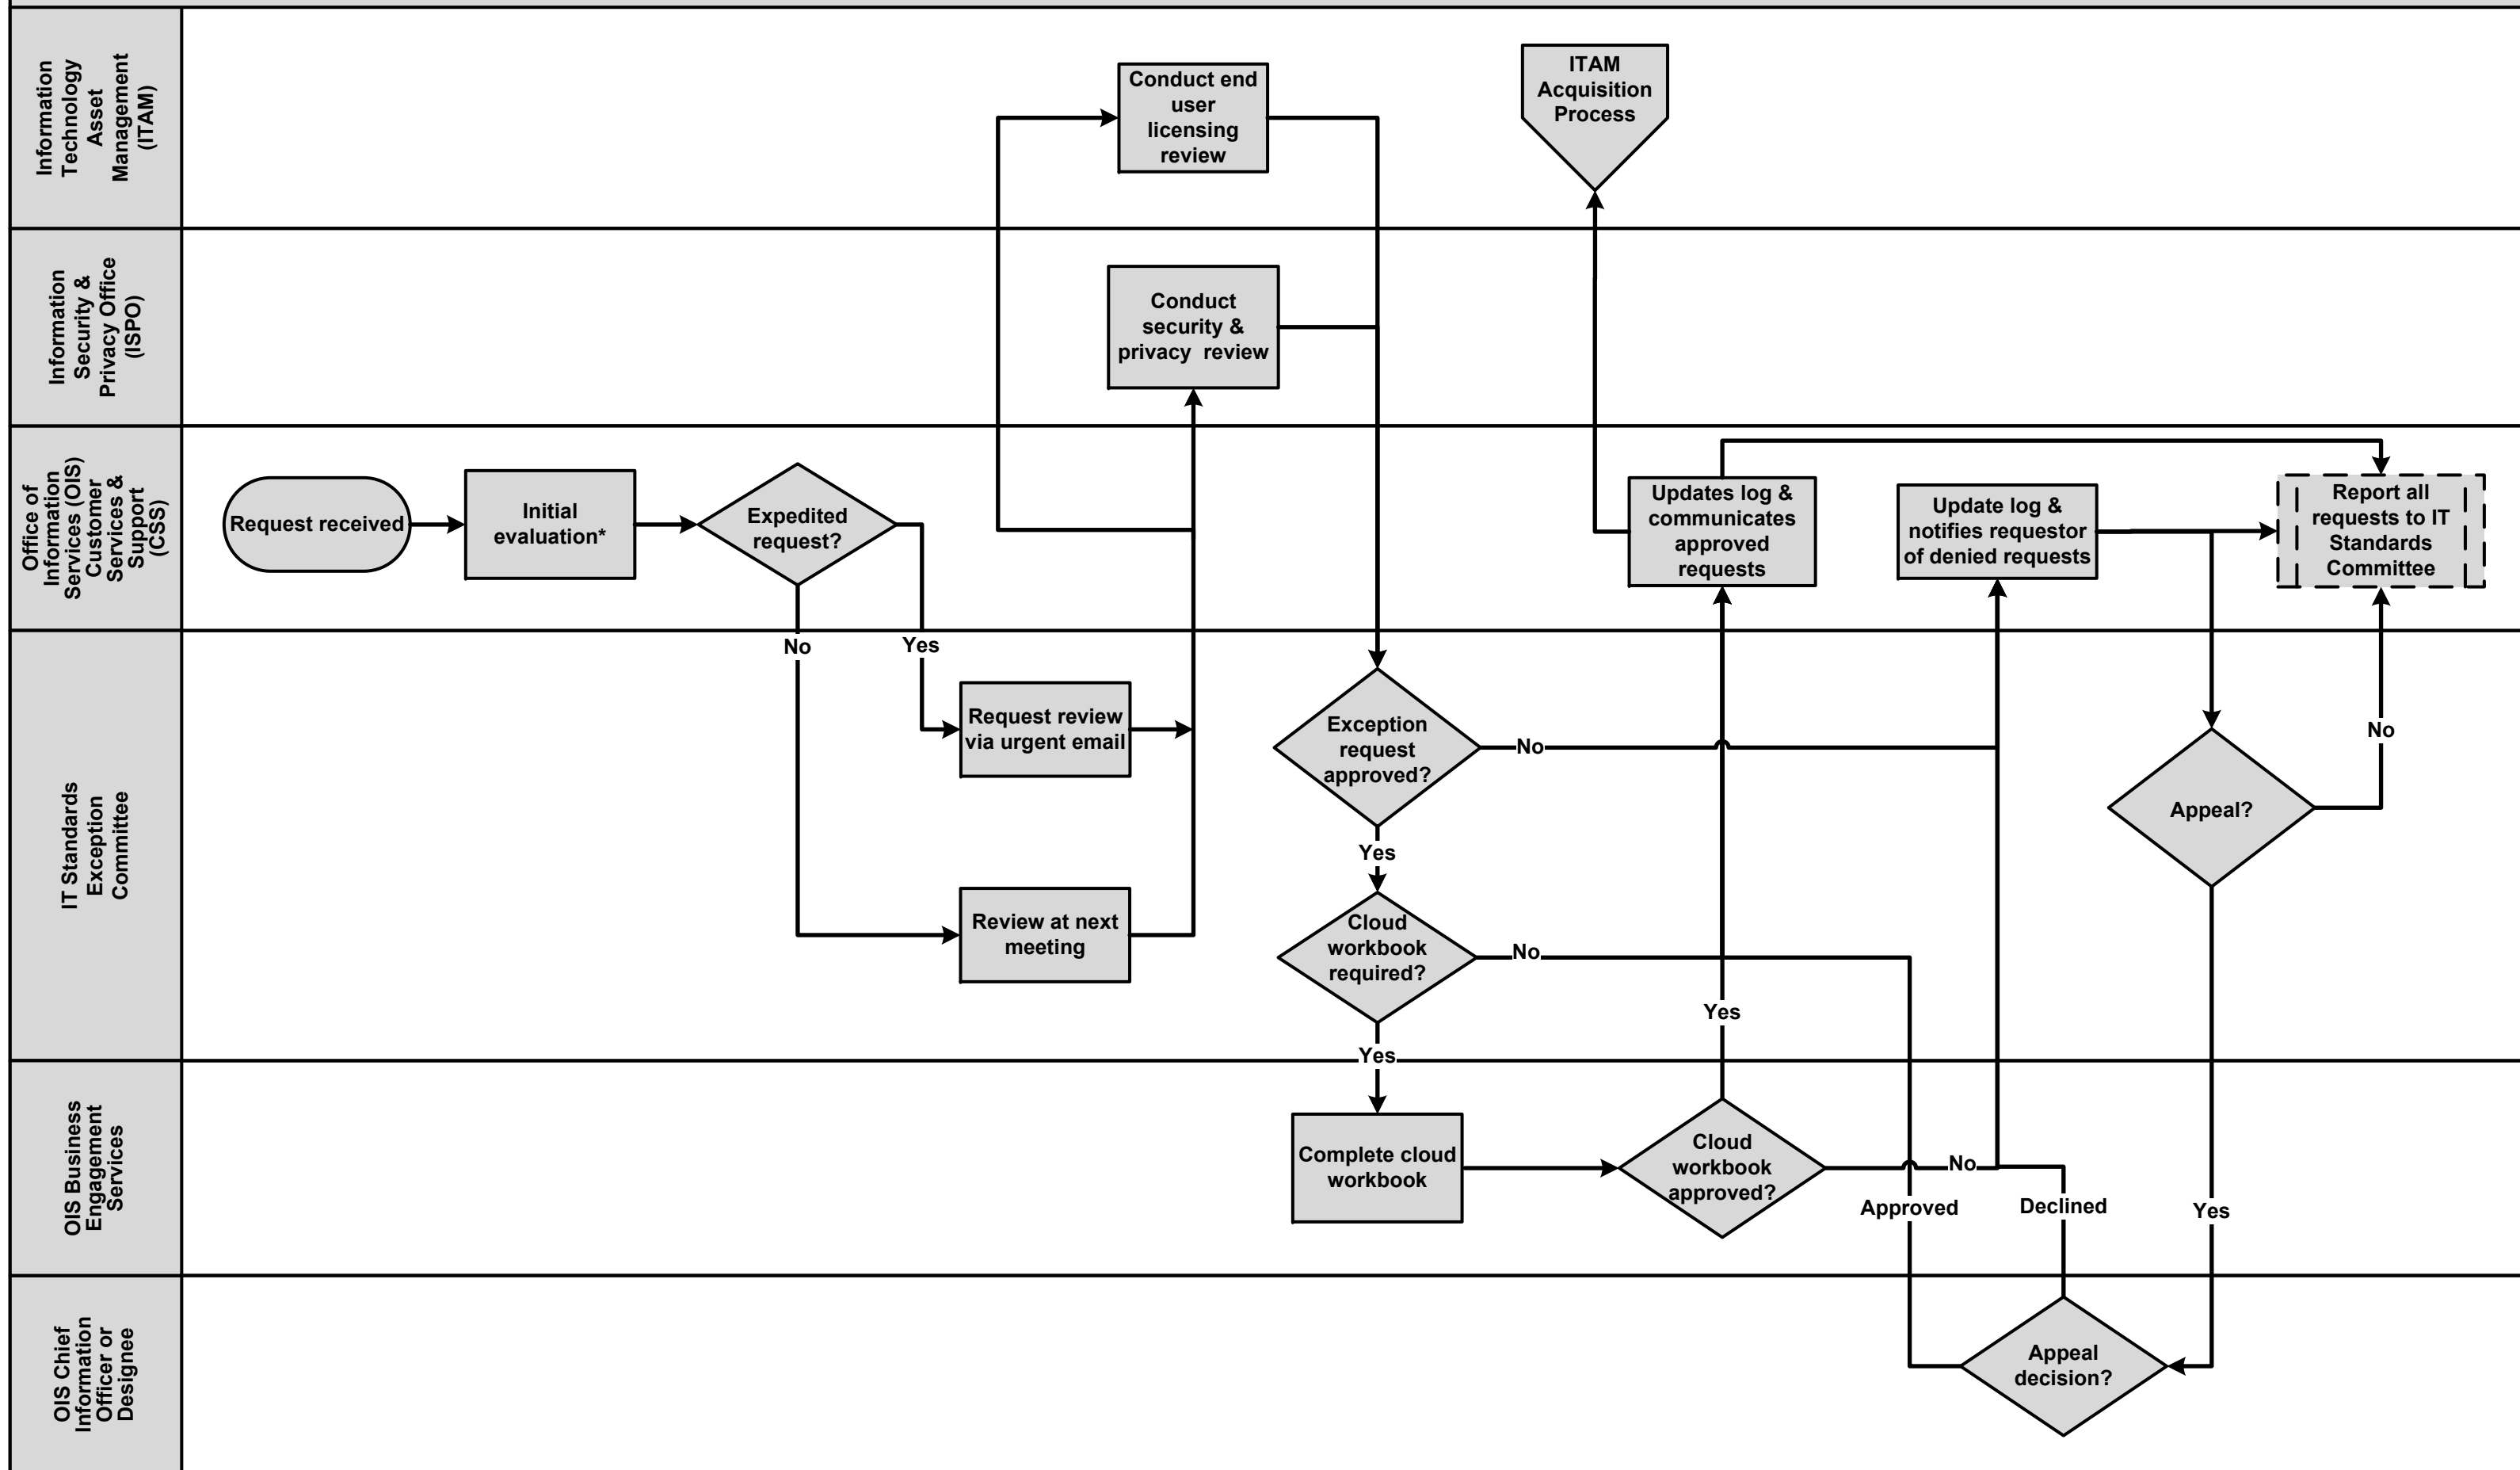 Information
Technology
Asset
Management
(ITAM)
Conduct end
user
licensing
review
ITAM
Acquisition
Process
Information
Security &
Privacy Office
(ISPO)
Conduct
security &
privacy review
Office of
Information
Services (OIS)
Customer
Services &
Support
(CSS)
Request received
Initial
evaluation*
Expedited
request?
Updates log &
communicates
approved
requests
Update log &
notifies requestor
of denied requests
Report all
requests to IT
Standards
Committee
IT Standards
Exception
Committee
No
Yes
Request review
via urgent email
Review at next
meeting
Exception
request
approved?
No
Yes
Cloud
workbook
required?
No
Yes
Yes
Appeal?
No
OIS Business
Engagement
Services
Complete cloud
workbook
Cloud
workbook
approved?
No
Approved
Declined
Yes
OIS Chief
Information
Officer or
Designee
Appeal
decision?